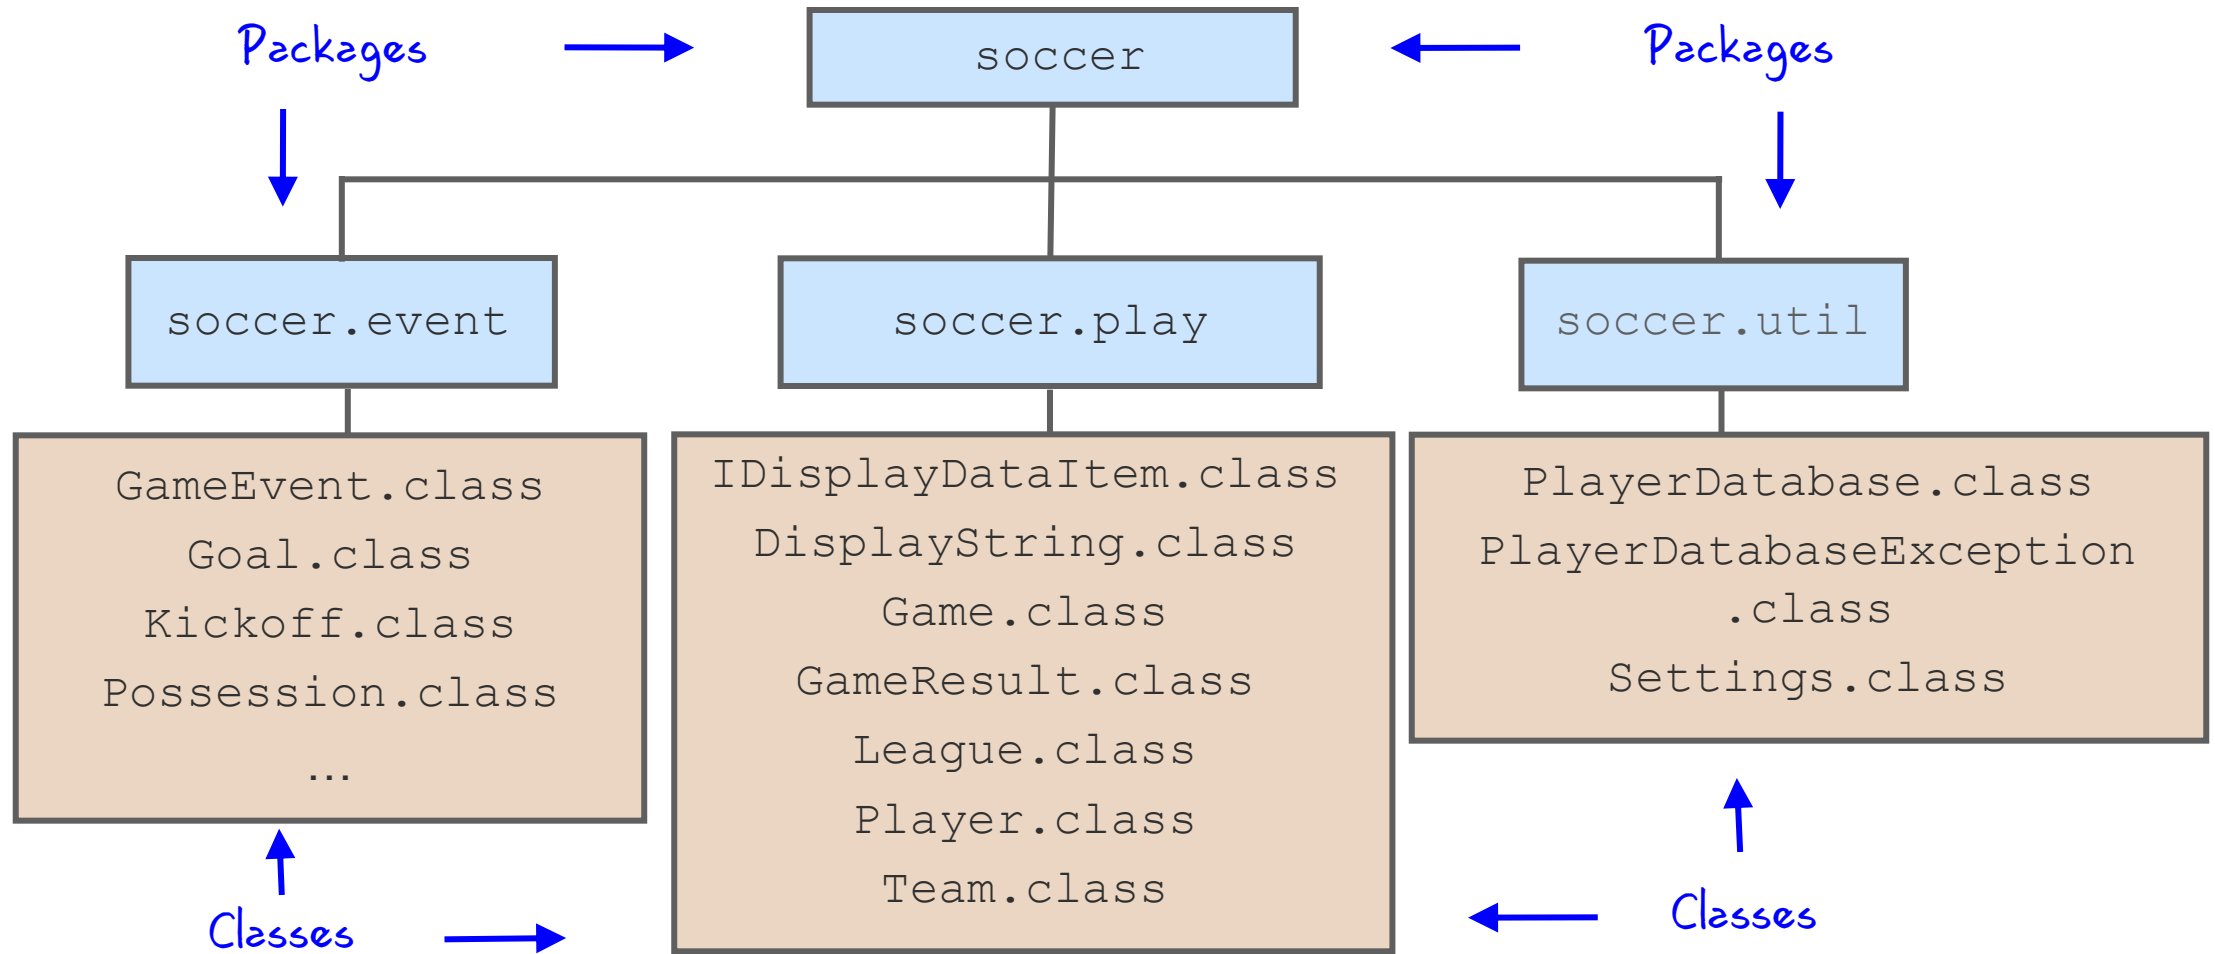 Packages
soccer
Packages
soccer.event
soccer.play
soccer.util
GameEvent.class
Goal.class
Kickoff.class
Possession.class
...
IDisplayDataItem.class
DisplayString.class
Game.class
GameResult.class
League.class
Player.class
Team.class
PlayerDatabase.class
PlayerDatabaseException
.class
Settings.class
Classes
Classes